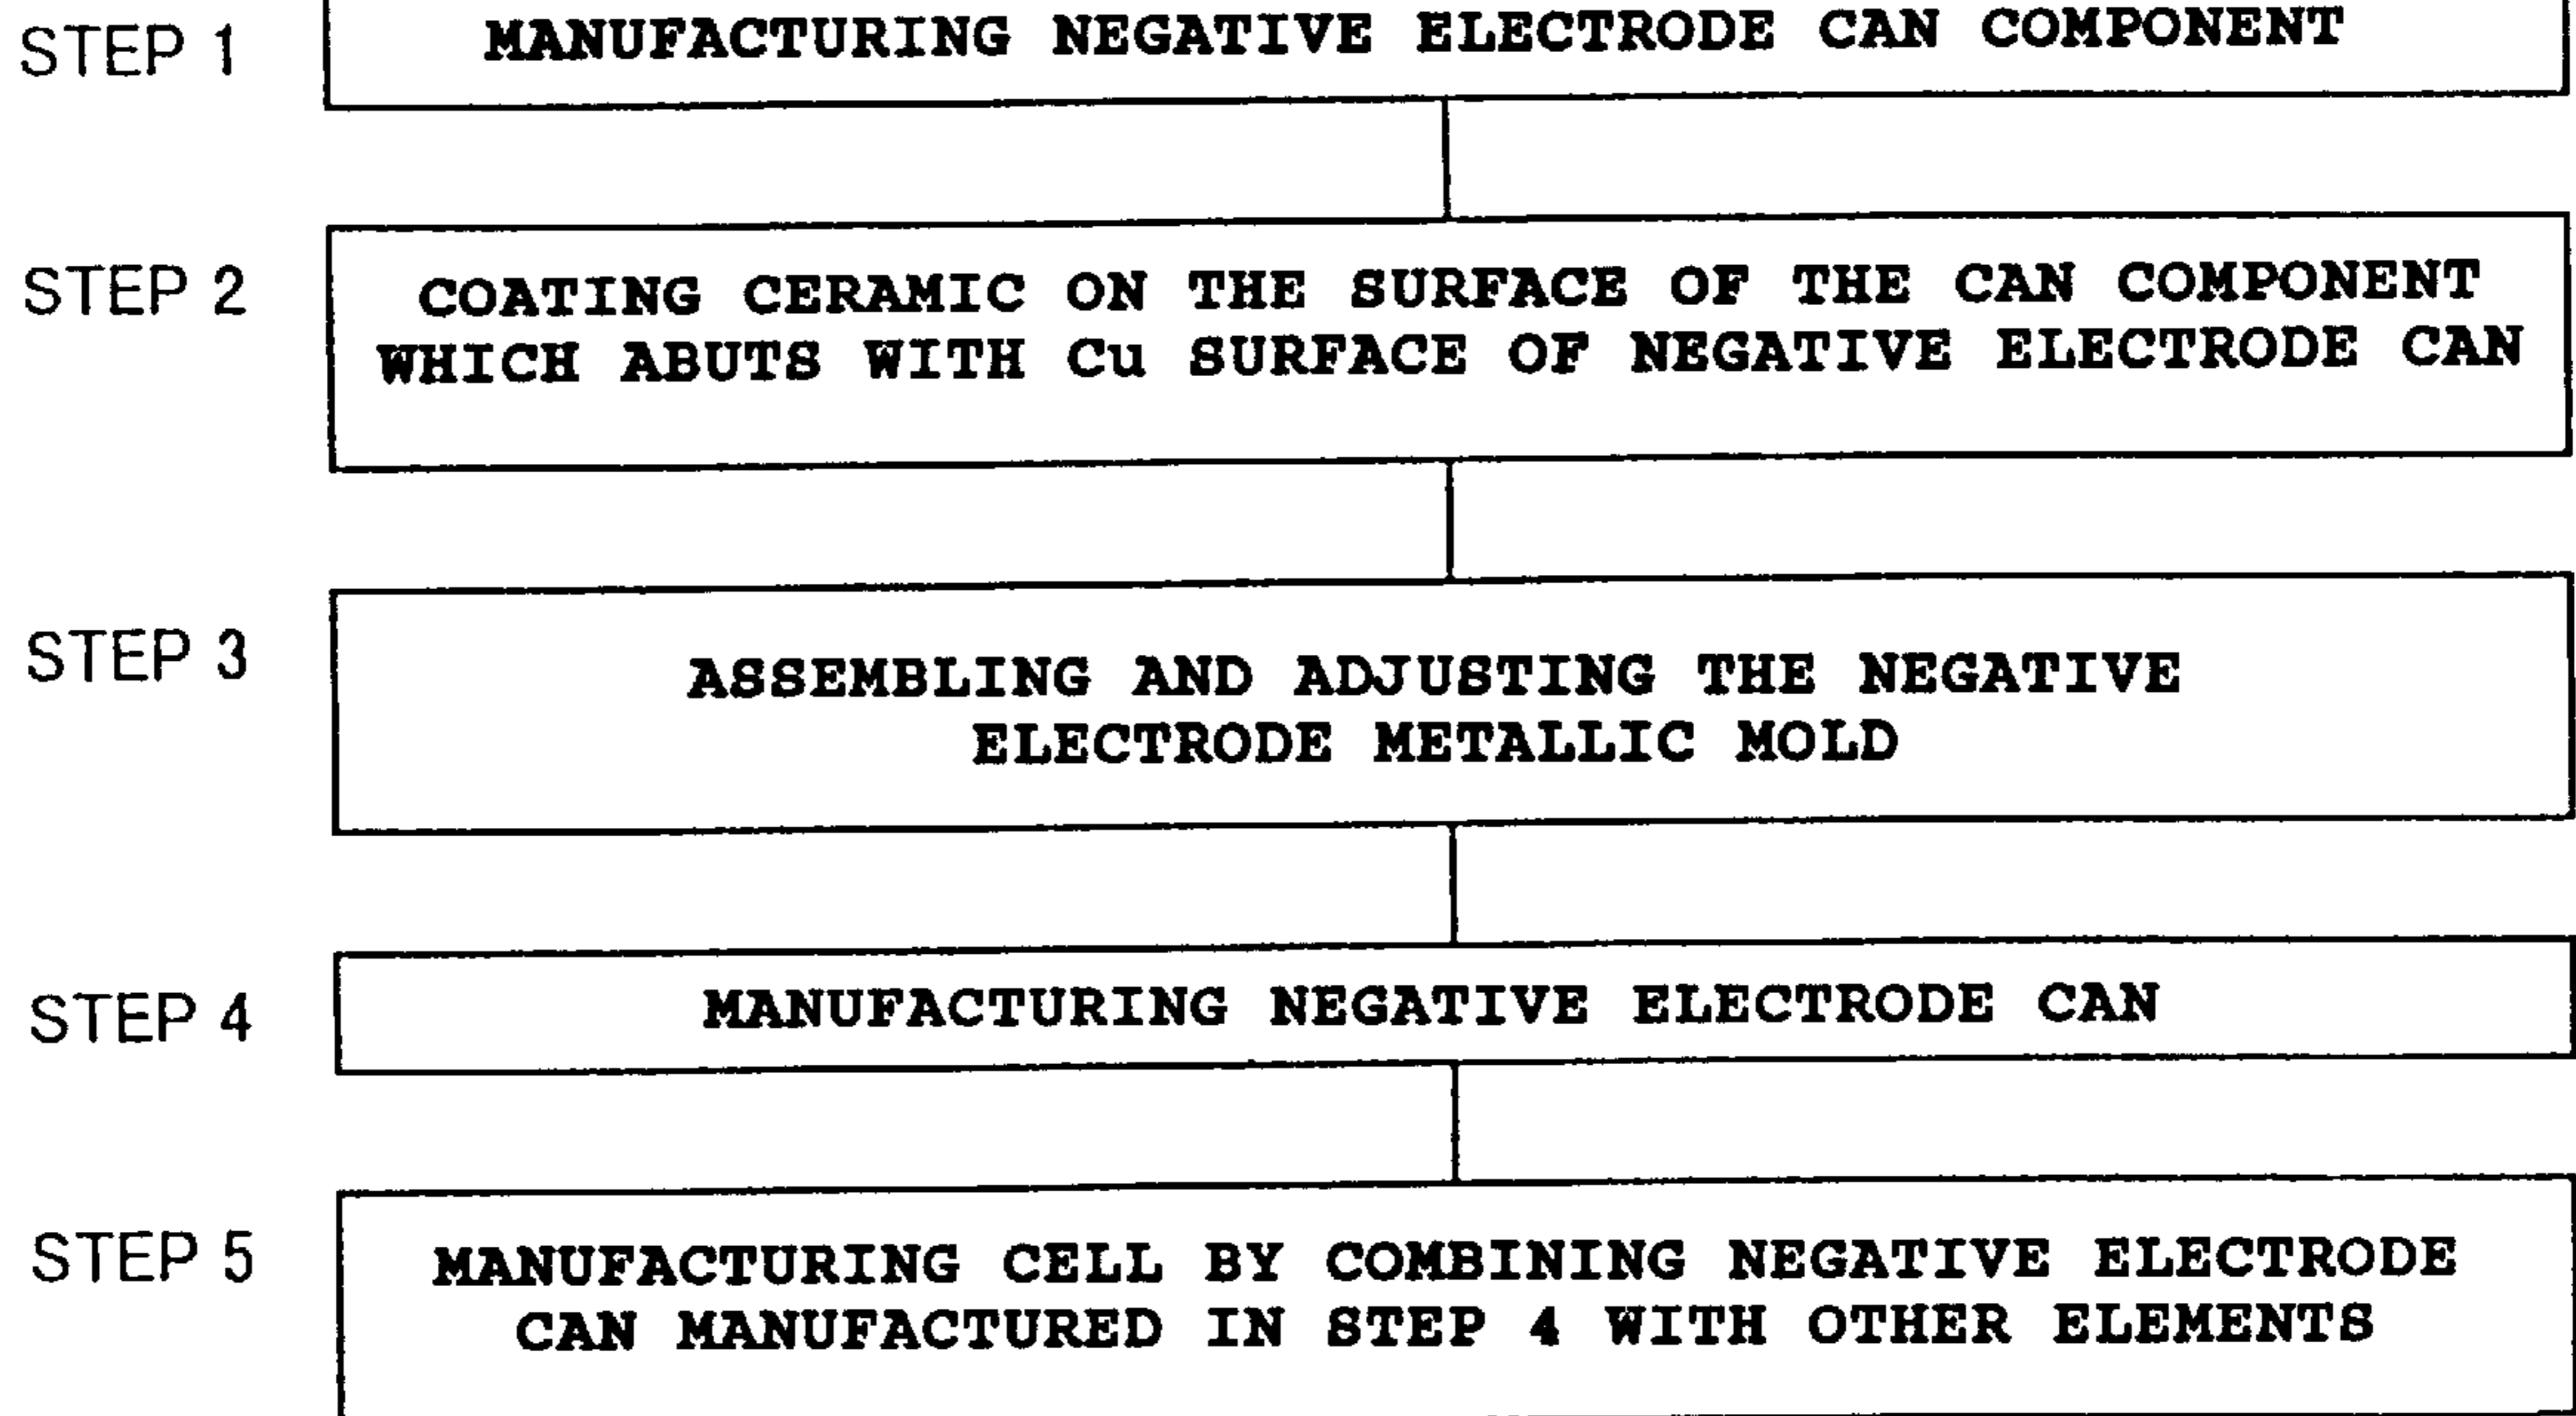 STEP 1
MANUFACTURING NEGATIVE ELECTRODE CAN COMPONENT
STEP 2
COATING CERAMIC ON THE SURFACE OF THE CAN COMPONENT
WHICH ABUTS WITH Cu SURFACE OF NEGATIVE ELECTRODE CAN
STEP 3
ASSEMBLING AND ADJUSTING THE NEGATIVE
ELECTRODE METALLIC MOLD
STEP 4
MANUFACTURING NEGATIVE ELECTRODE CAN
STEP 5
MANUFACTURING CELL BY COMBINING NEGATIVE ELECTRODE
CAN MANUFACTURED IN STEP 4 WITH OTHER ELEMENTS